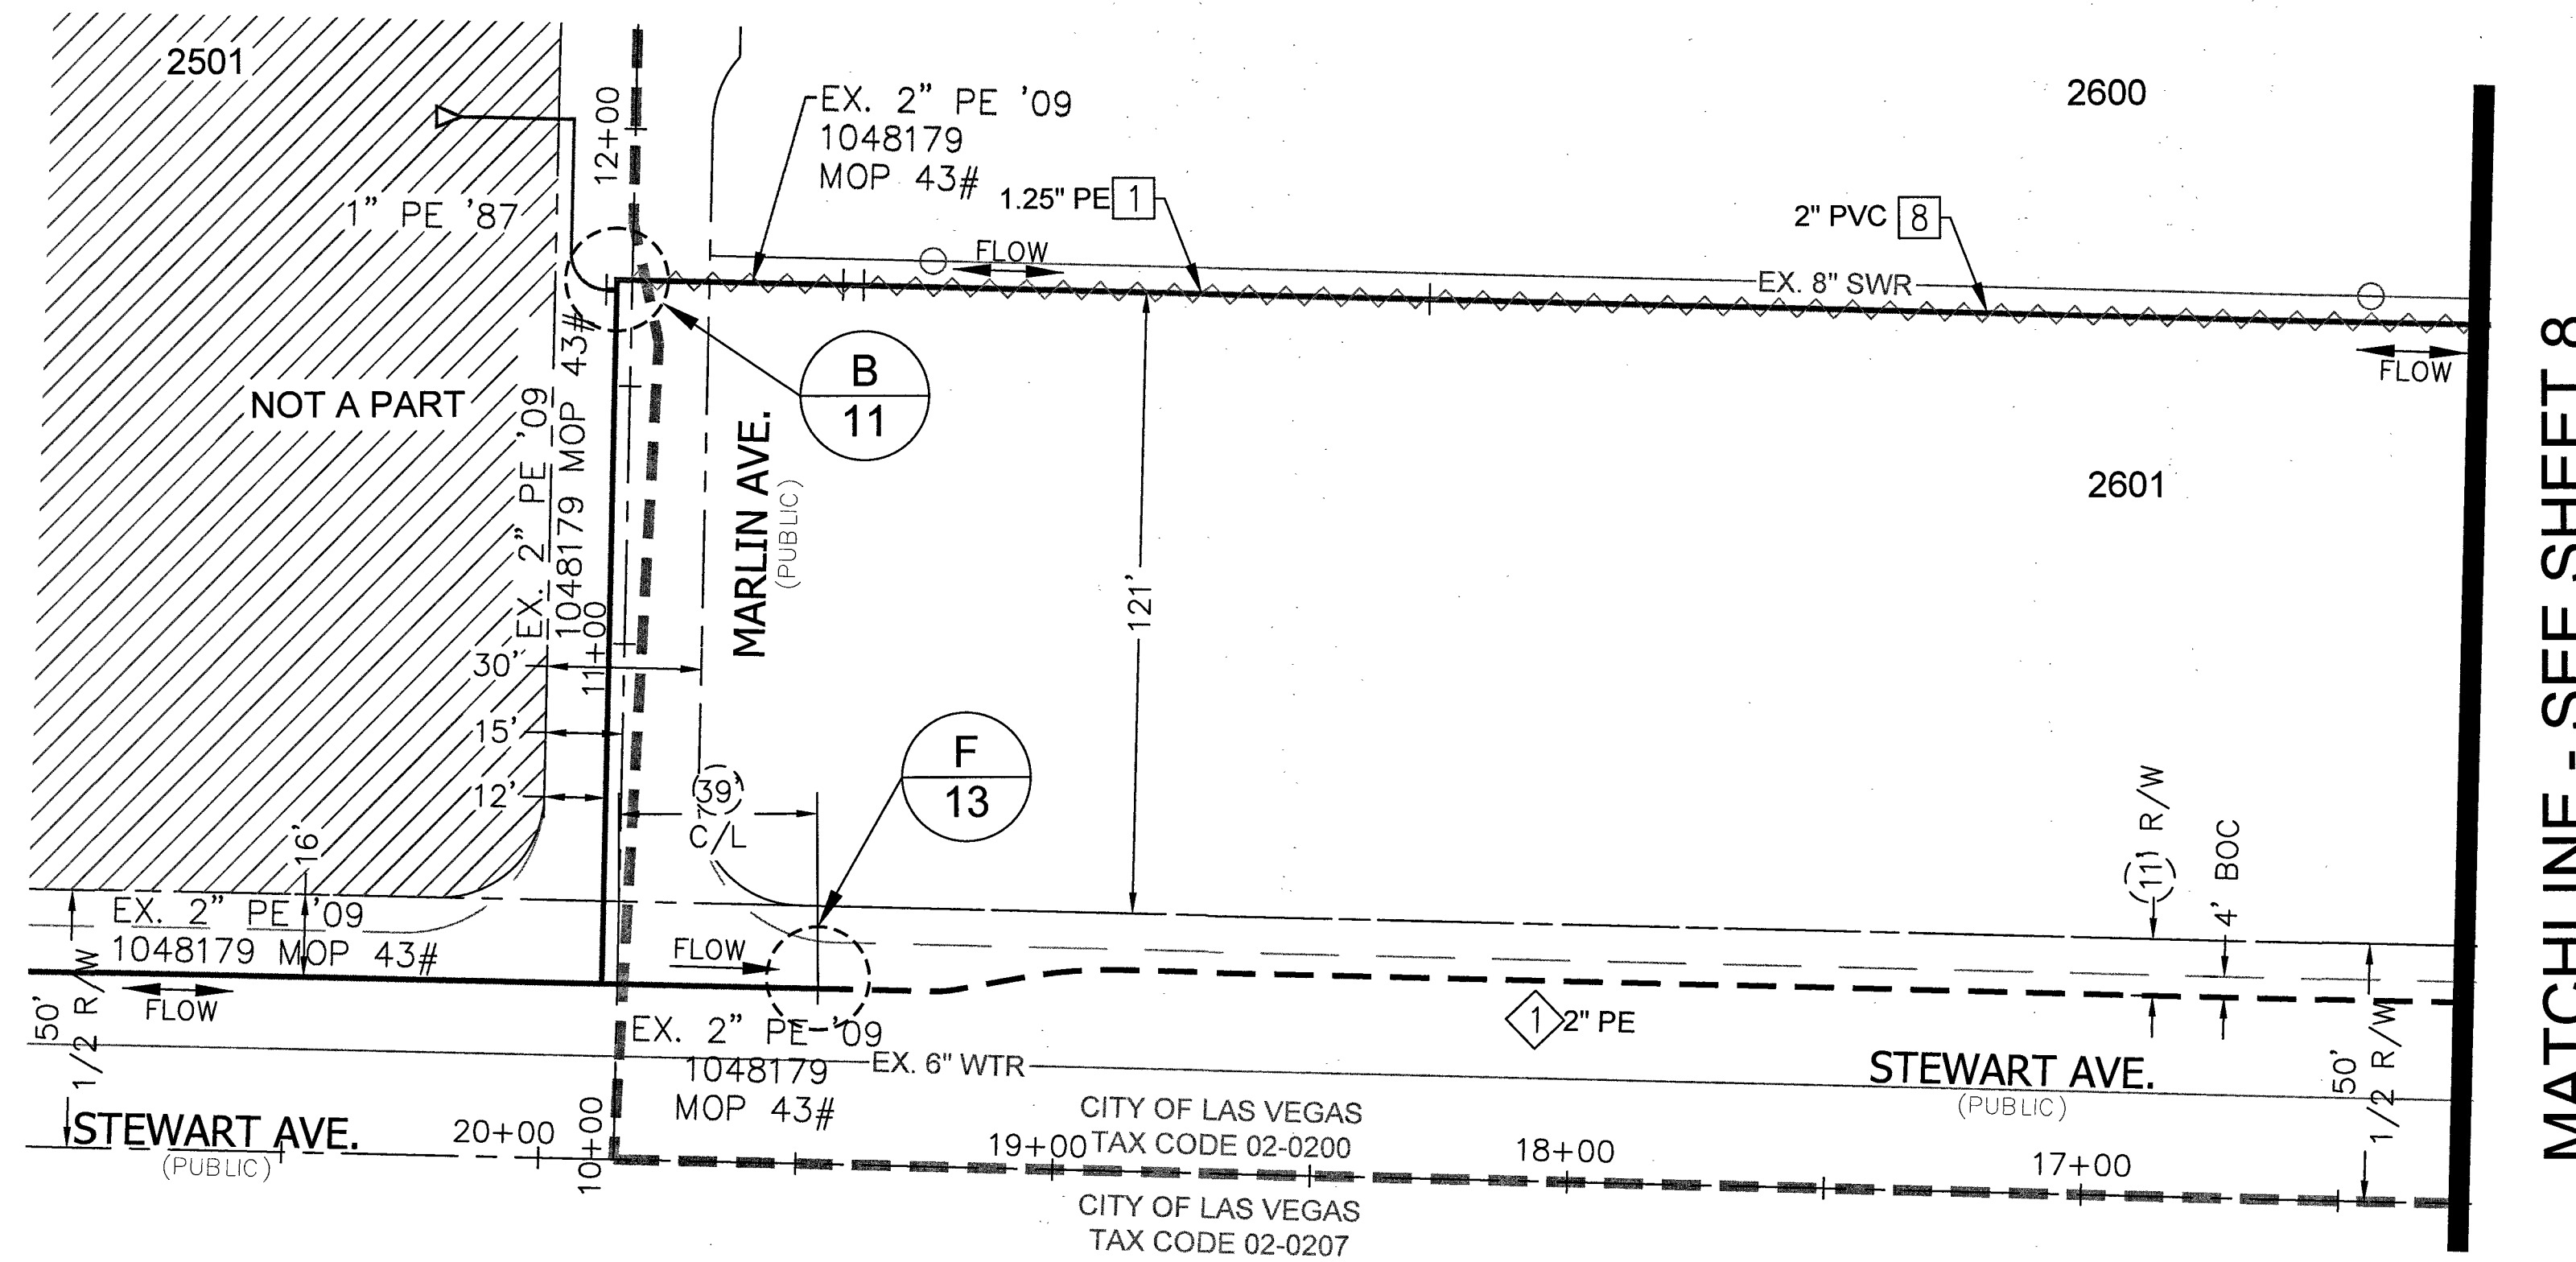 2501
2600
12+00
EX. 2" PE '09
1048179
MOP 43#
1.25" PE 1
2" PVC 8
1" PE '87
FLOW
EX. 8" SWR
FLOW
B
11
NOT A PART
EX. 2" PE '09
1048179 MOP 43#
MARLIN AVE.
(PUBLIC)
2601
121'
11+00
30'
15'
12'
16'
39'
C/L
F
13
11' R/W
4' BOC
EX. 2" PE '09
1048179 MOP 43#
FLOW
FLOW
50'
1/2 R/W
EX. 2" PE '09
1048179
MOP 43#
EX. 6" WTR
1 2" PE
STEWART AVE.
(PUBLIC)
50'
1/2 R/W
STEWART AVE.
(PUBLIC)
20+00
10+00
19+00
CITY OF LAS VEGAS
TAX CODE 02-0200
18+00
17+00
CITY OF LAS VEGAS
TAX CODE 02-0207
MATCHLINE - SEE SHEET 8